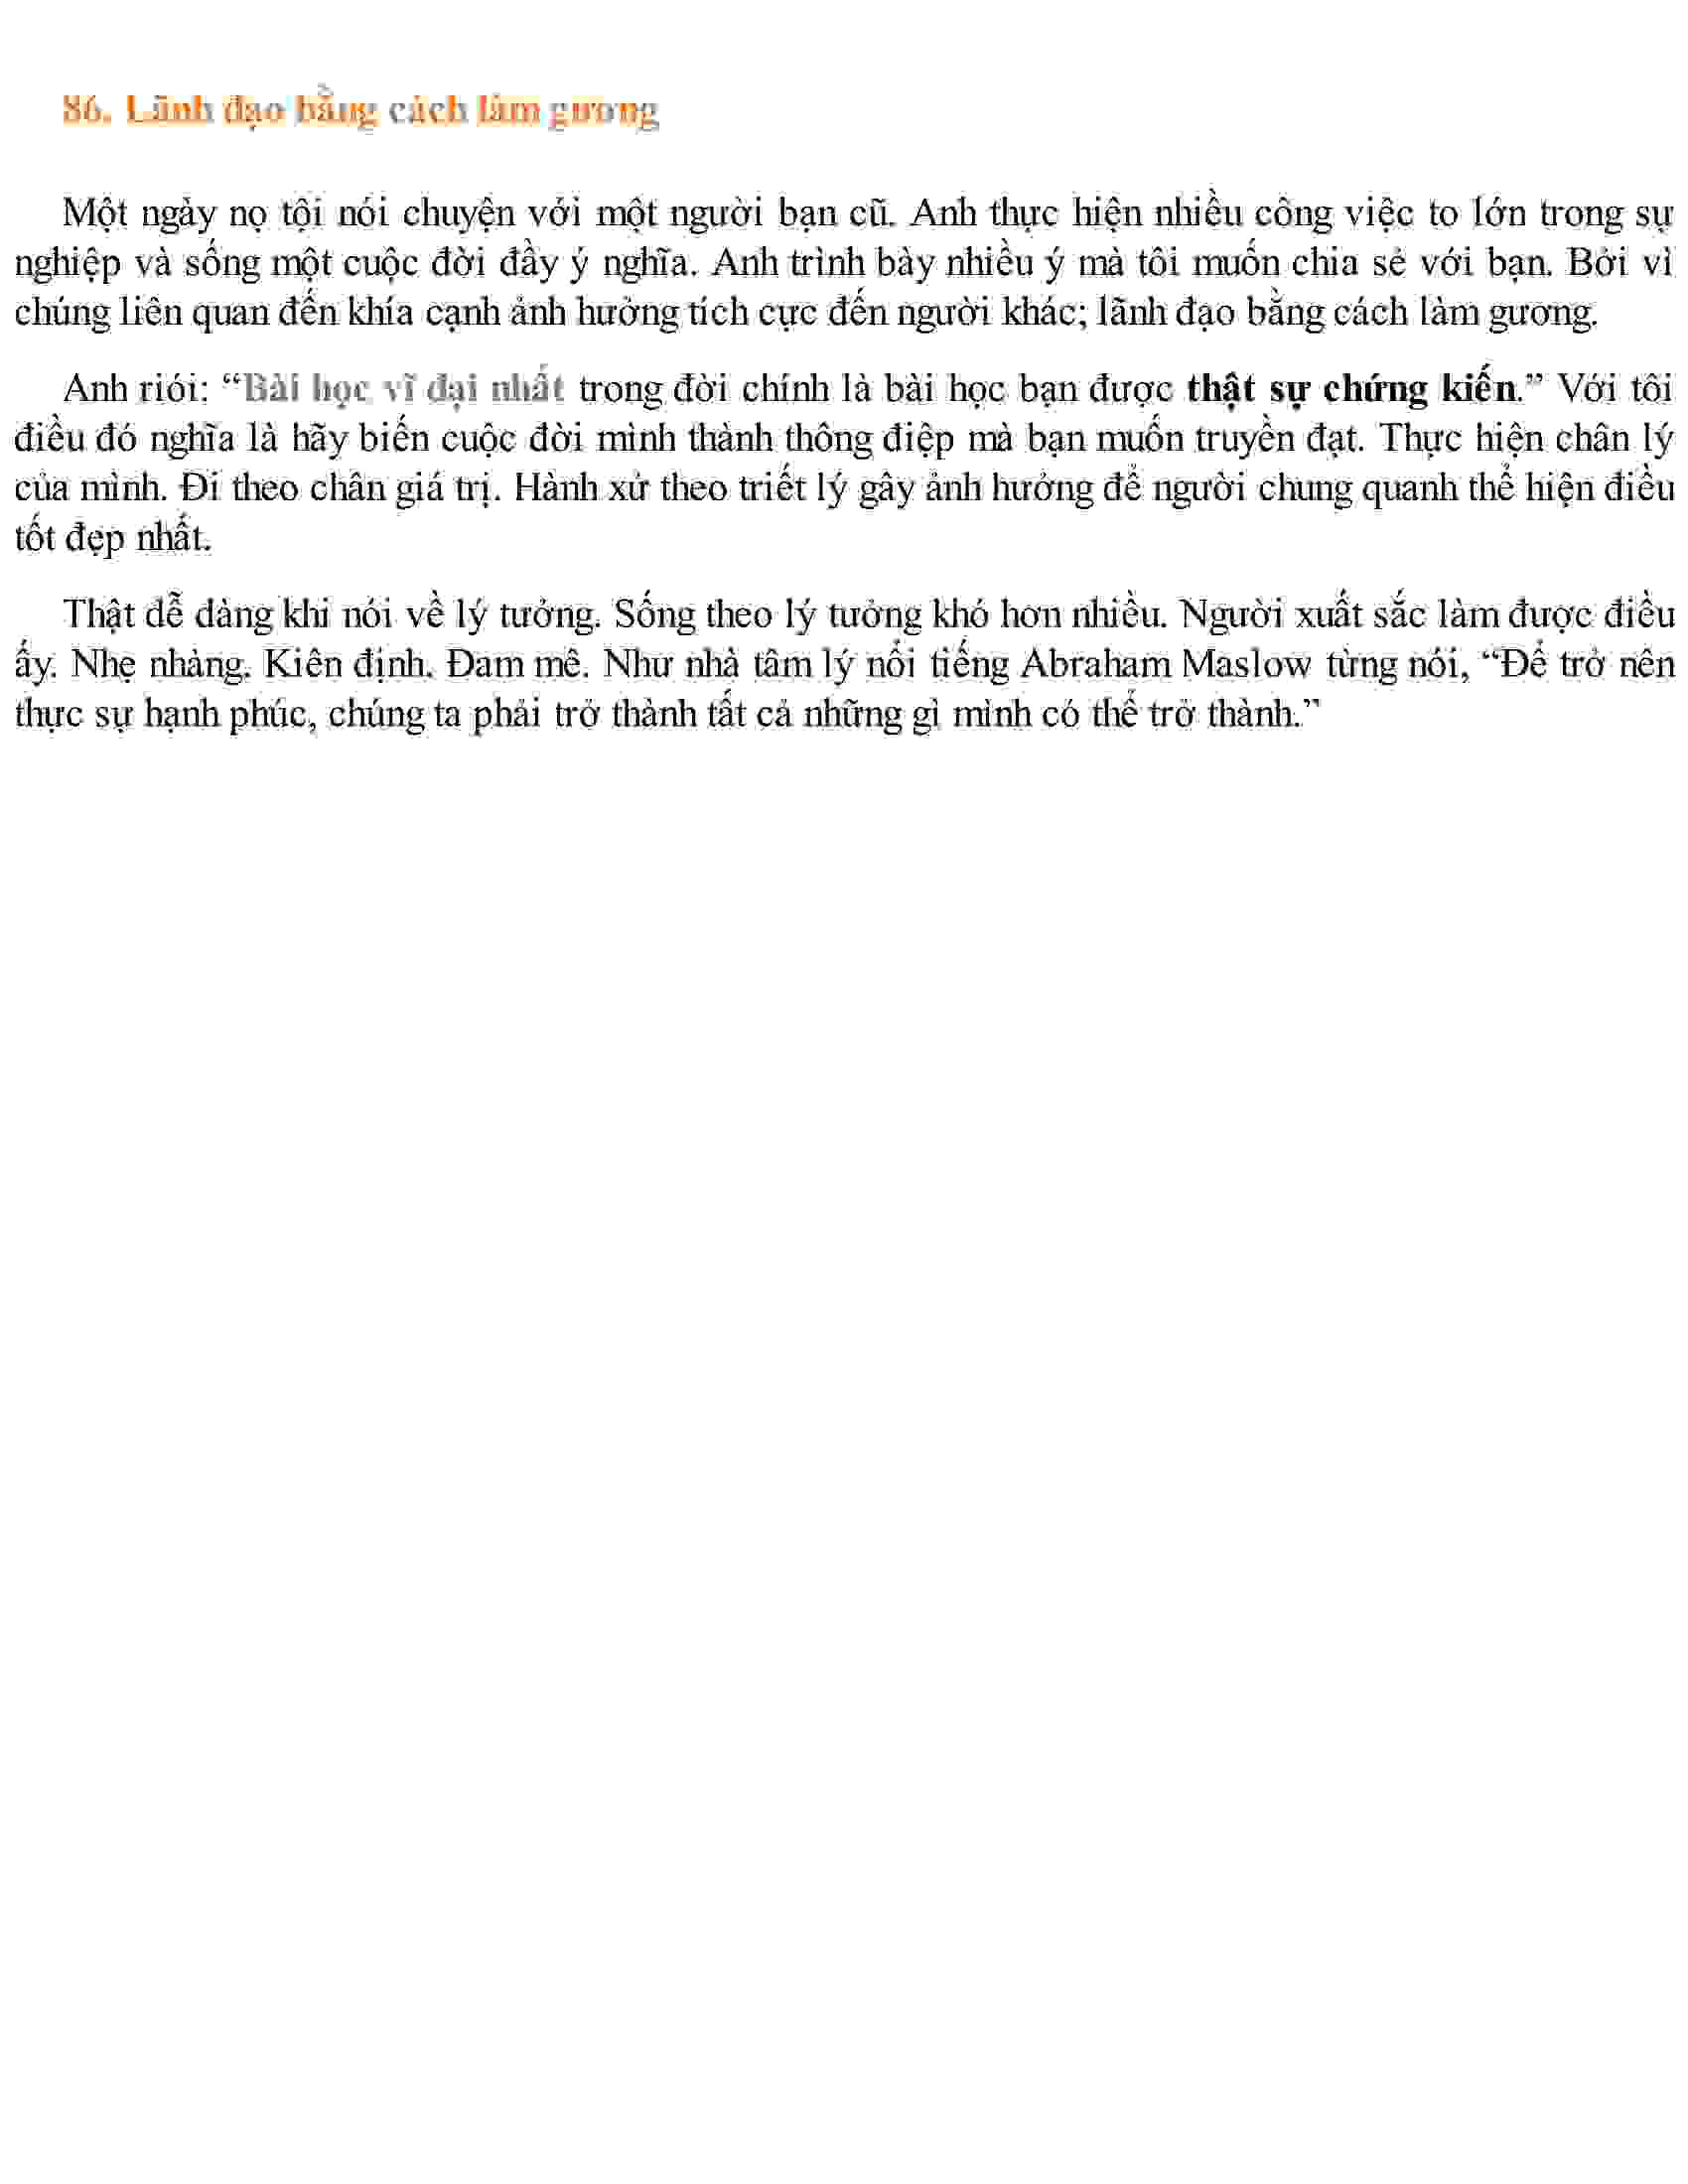 86. Lãnh đạo bằng cách làm gương
Một ngày nọ tội nói chuyện với một người bạn cũ. Anh thực hiện nhiều công việc to lớn trong sự
nghiệp và sống một cuộc đời đầy ý nghĩa. Anh trình bày nhiều ý mà tôi muốn chia sẻ với bạn. Bởi vì
chúng liên quan đến khía cạnh ảnh hưởng tích cực đến người khác; lãnh đạo bằng cách làm gương.
Anh riói: “Bài học vĩ đại nhất trong đời chính là bài học bạn được thật sự chứng kiến.” Với tôi
điều đó nghĩa là hãy biến cuộc đời mình thành thông điệp mà bạn muốn truyền đạt. Thực hiện chân lý
của mình. Đi theo chân giá trị. Hành xử theo triết lý gây ảnh hưởng để người chung quanh thể hiện điều
tốt đẹp nhất.
Thật dễ dàng khi nói về lý tưởng. Sống theo lý tưởng khó hơn nhiều. Người xuất sắc làm được điều
ấy. Nhẹ nhàng. Kiên định. Đam mê. Như nhà tâm lý nổi tiếng Abraham Maslow từng nói, “Để trở nên
thực sự hạnh phúc, chúng ta phải trở thành tất cả những gì mình có thể trở thành.”